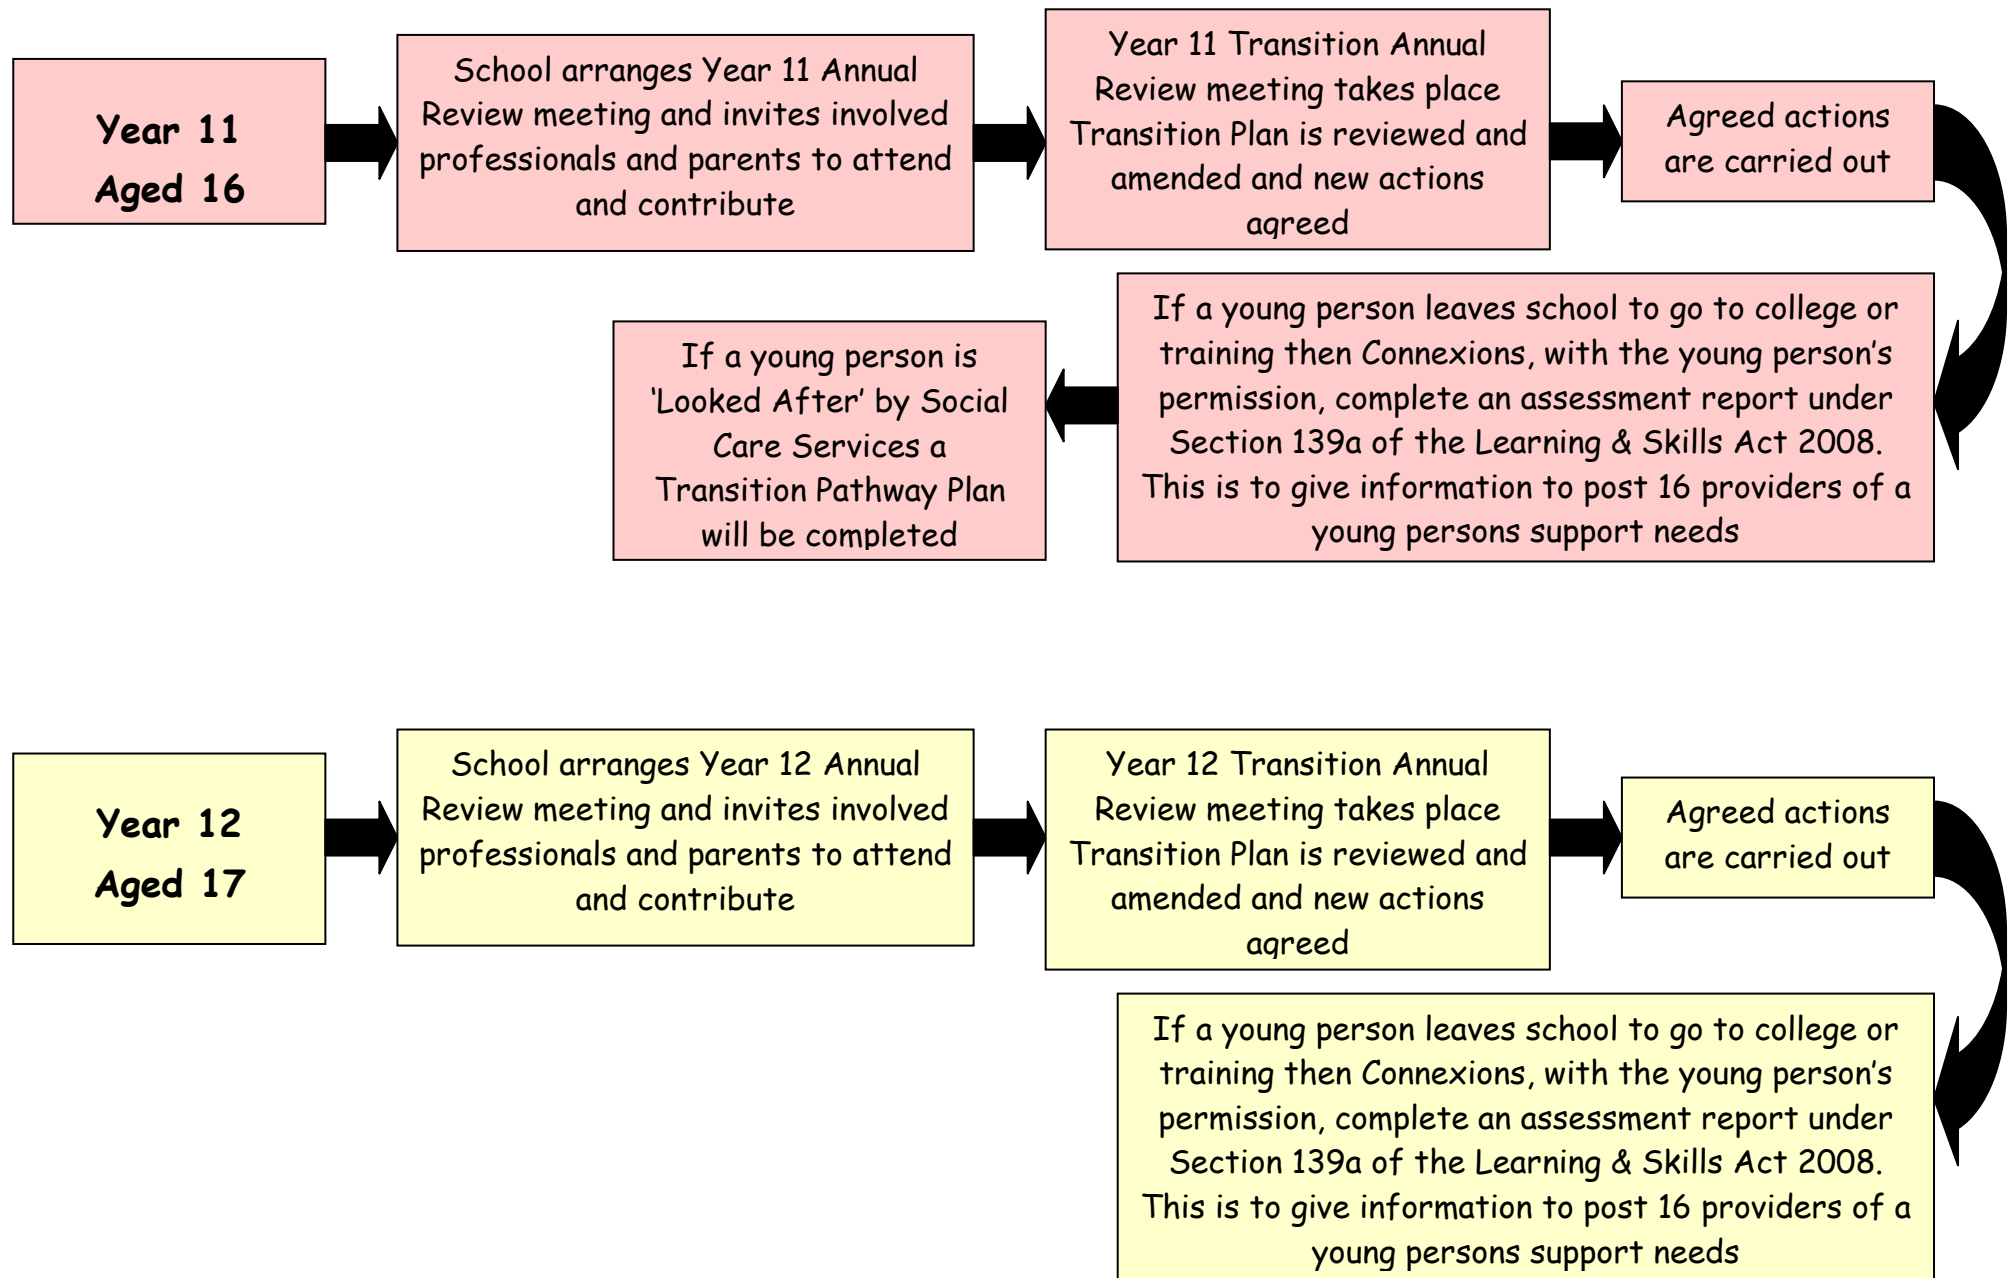 Year 11
Aged 16
School arranges Year 11 Annual
Review meeting and invites involved
professionals and parents to attend
and contribute
Year 11 Transition Annual
Review meeting takes place
Transition Plan is reviewed and
amended and new actions
agreed
Agreed actions
are carried out
If a young person leaves school to go to college or
training then Connexions, with the young person’s
permission, complete an assessment report under
Section 139a of the Learning & Skills Act 2008.
This is to give information to post 16 providers of a
young persons support needs
If a young person is
‘Looked After’ by Social
Care Services a
Transition Pathway Plan
will be completed
Year 12
Aged 17
School arranges Year 12 Annual
Review meeting and invites involved
professionals and parents to attend
and contribute
Year 12 Transition Annual
Review meeting takes place
Transition Plan is reviewed and
amended and new actions
agreed
Agreed actions
are carried out
If a young person leaves school to go to college or
training then Connexions, with the young person’s
permission, complete an assessment report under
Section 139a of the Learning & Skills Act 2008.
This is to give information to post 16 providers of a
young persons support needs